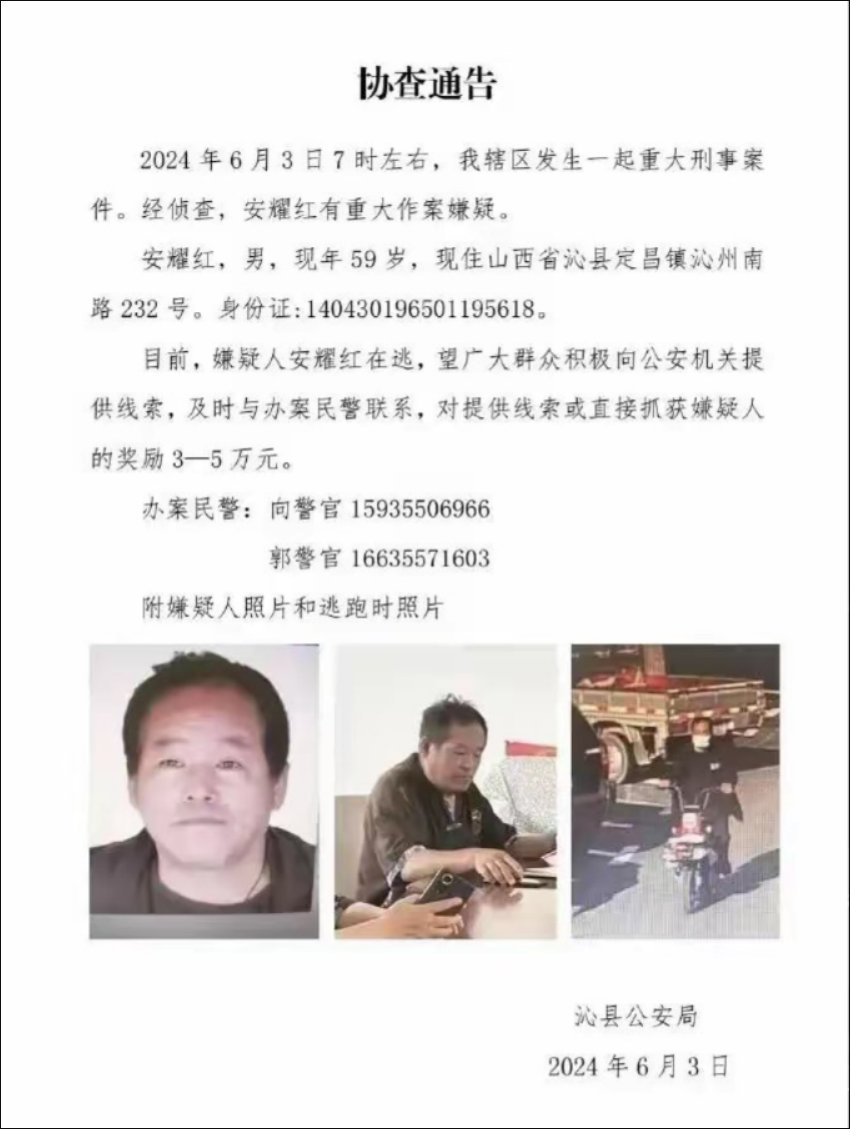 协查通告
2024 年 6 月 3 日 7 时左右，我辖区发生一起重大刑事案
件。经侦查，安耀红有重大作案嫌疑。
安耀红，男，现年 59 岁，现住山西省沁县定昌镇沁州南
路 232 号。身份证:140430196501195618。
目前，嫌疑人安耀红在逃，望广大群众积极向公安机关提
供线索，及时与办案民警联系，对提供线索或直接抓获嫌疑人
的奖励 3—5 万元。
办案民警：向警官 15935506966
郭警官 16635571603
附嫌疑人照片和逃跑时照片
沁县公安局
2024 年 6 月 3 日